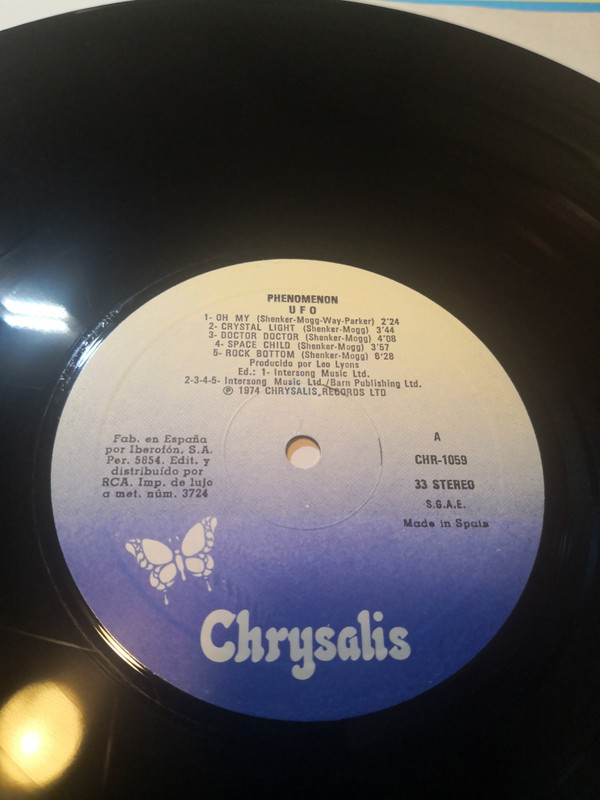 PHENOMENON
UFO
1- OH MY (Shenker-Mogg-Way-Parker) 2'24
2- CRYSTAL LIGHT (Shenker-Mogg) 3'44
3- DOCTOR DOCTOR (Shenker-Mogg) 4'08
4- SPACE CHILD (Shenker-Mogg) 3'57
5- ROCK BOTTOM (Shenker-Mogg) 6'28
Producido por Leo Lyons
Ed.: 1- Intersong Music Ltd.
2-3-4-5- Intersong Music Ltd./Barn Publishing Ltd.
℗ 1974 CHRYSALIS RECORDS LTD
Fab. en España
por Iberofón, S.A.
Per. 5854. Edit. y
distribuído por
RCA. Imp. de lujo
a met. núm. 3724
A
CHR-1059
33 STEREO
S.G.A.E.
Made in Spain
Chrysalis